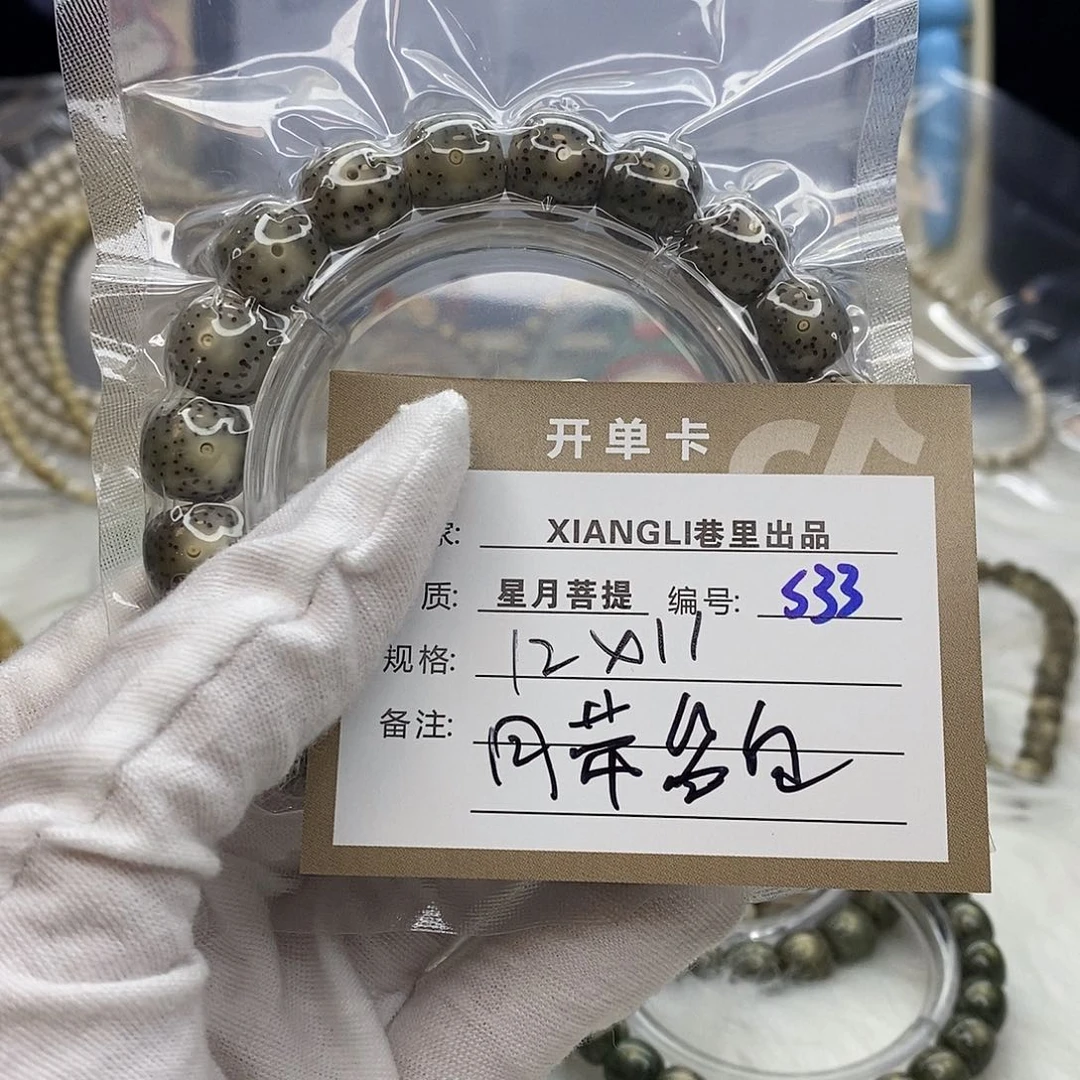 开单卡
家: XIANGLI巷里出品
质: 星月菩提 编号: S33
规格: 12X11
备注: